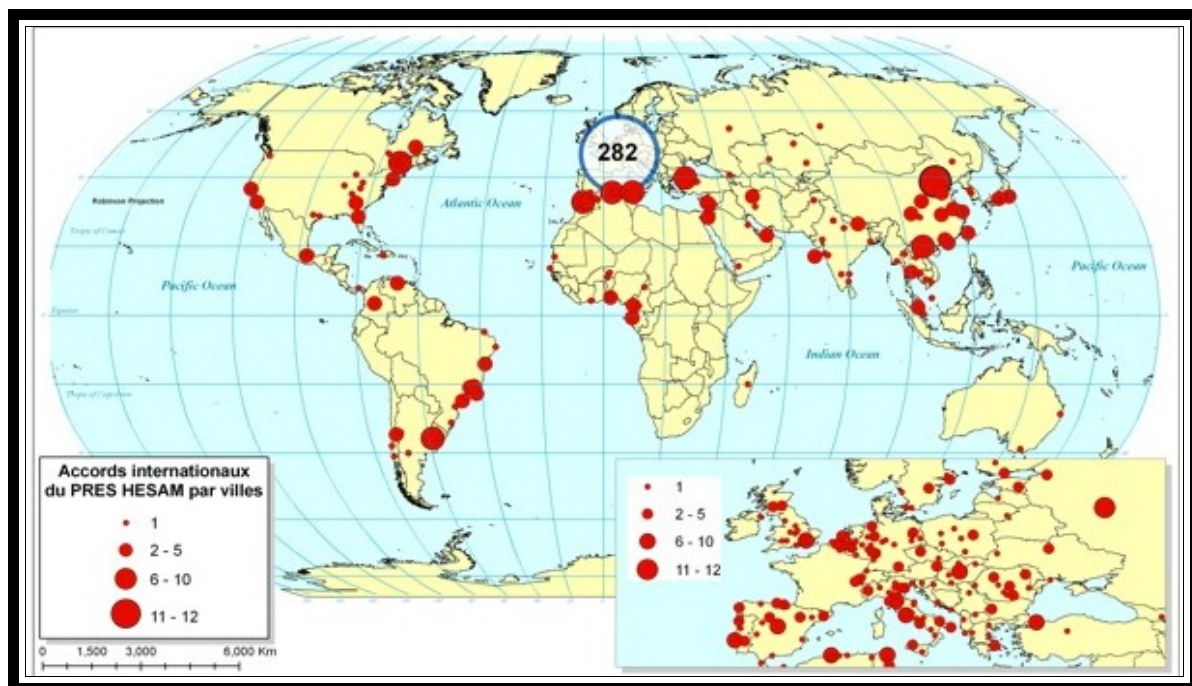 282
Robinson Projection
Atlantic Ocean
Tropic of Cancer
Pacific Ocean
Pacific Ocean
Equator
Indian Ocean
Tropic of Capricorn
Accords internationaux
du PRES HESAM par villes
1
2 - 5
6 - 10
11 - 12
0 1,500 3,000 6,000 Km
1
2 - 5
6 - 10
11 - 12